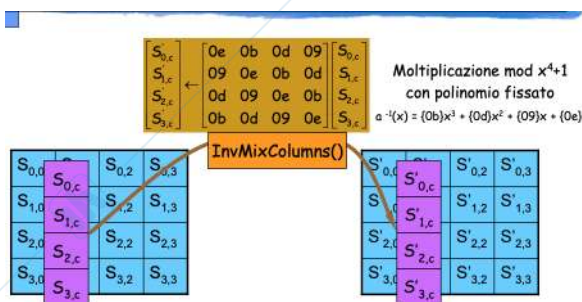 S'0,c 0e 0b 0d 09 S0,c
S'1,c ← 09 0e 0b 0d S1,c
S'2,c 0d 09 0e 0b S2,c
S'3,c 0b 0d 09 0e S3,c
Moltiplicazione mod x⁴+1
con polinomio fissato
a ⁻¹(x) = {0b}x³ + {0d}x² + {09}x + {0e}
InvMixColumns()
S0,0 S0,2 S0,3
S0,c
S1,0 S1,2 S1,3
S1,c
S2,0 S2,2 S2,3
S2,c
S3,0 S3,2 S3,3
S3,c
S'0,0 S'0,2 S'0,3
S'0,c
S'1,2 S'1,3
S'1,c
S'2,0 S'2,2 S'2,3
S'2,c
S'3,0 S'3,2 S'3,3
S'3,c